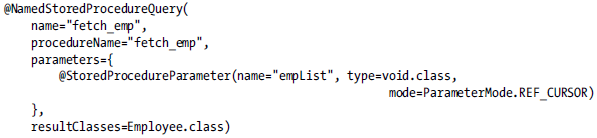 @NamedStoredProcedureQuery(
name="fetch_emp",
procedureName="fetch_emp",
parameters={
@StoredProcedureParameter(name="empList", type=void.class,
mode=ParameterMode.REF_CURSOR)
},
resultClasses=Employee.class)